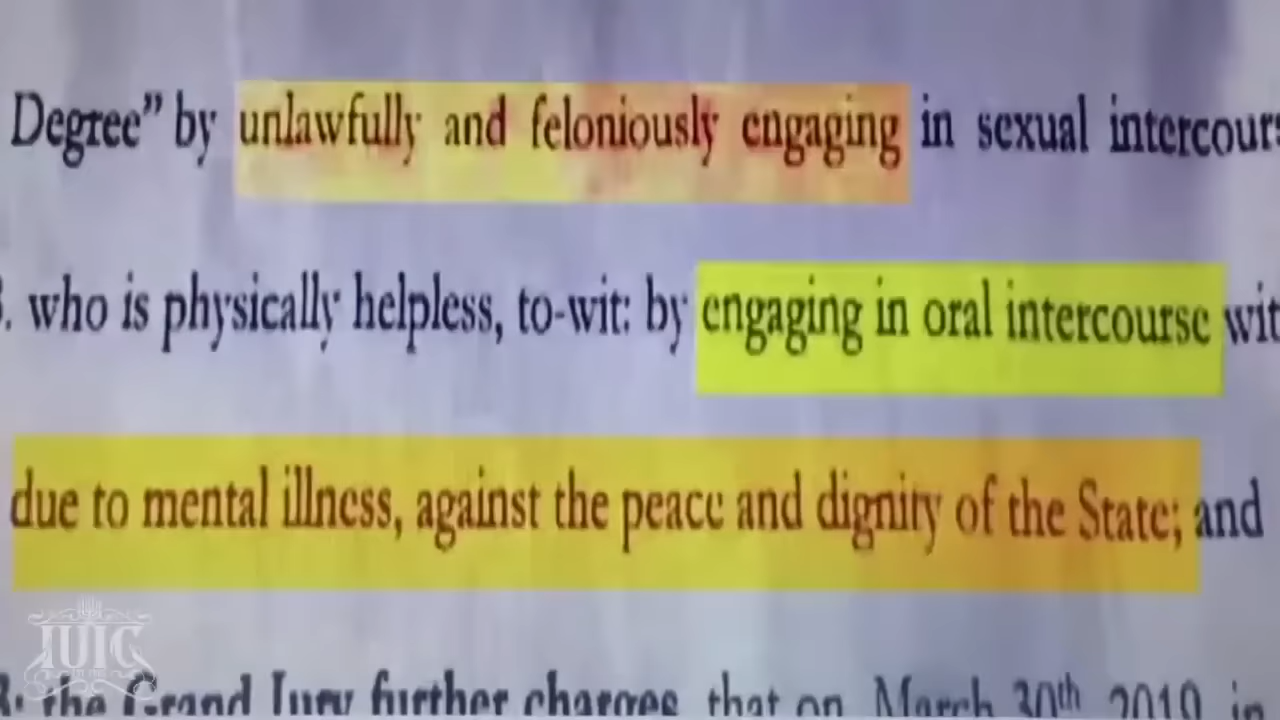 Degree” by unlawfully and feloniously engaging in sexual intercours
. who is physically helpless, to-wit: by engaging in oral intercourse wit
due to mental illness, against the peace and dignity of the State; and
: the Grand Jury further charges that on March 30th 2019 in
IUIC